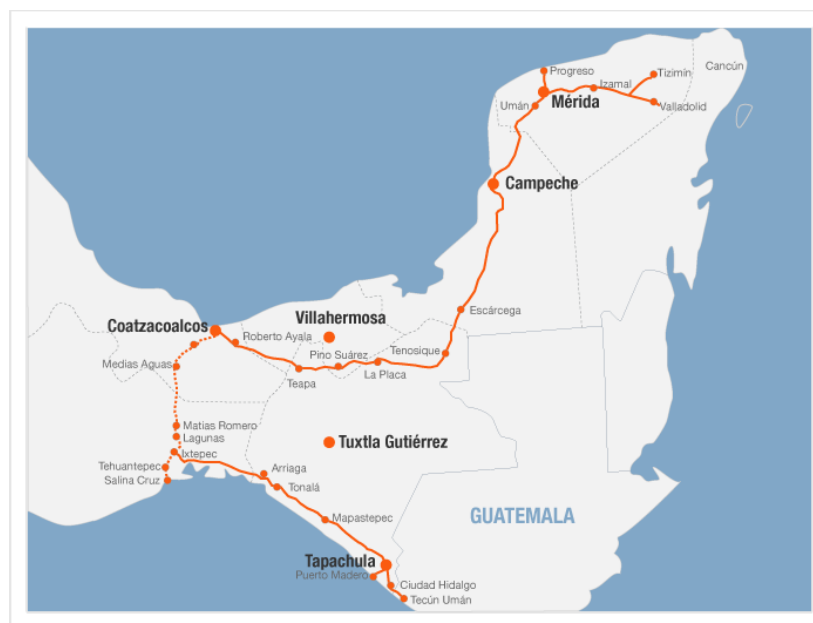 Progreso
Tizimín
Cancún
Izamal
Mérida
Umán
Valladolid
Campeche
Escárcega
Villahermosa
Coatzacoalcos
Roberto Ayala
Pino Suárez
Tenosique
Medias Aguas
La Placa
Teapa
Matias Romero
Lagunas
Tuxtla Gutiérrez
Ixtepec
Tehuantepec
Arriaga
Salina Cruz
Tonalá
Mapastepec
GUATEMALA
Tapachula
Puerto Madero
Ciudad Hidalgo
Tecún Umán